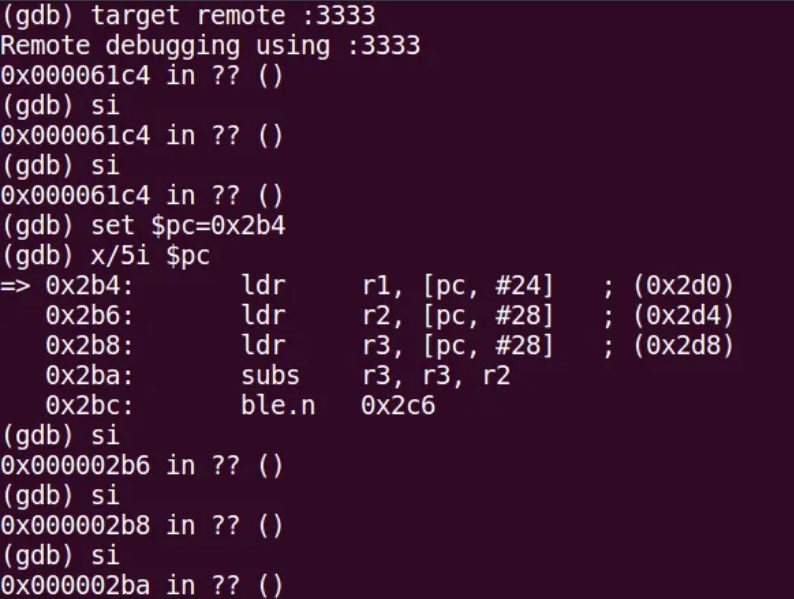 (gdb) target remote :3333
Remote debugging using :3333
0x000061c4 in ?? ()
(gdb) si
0x000061c4 in ?? ()
(gdb) si
0x000061c4 in ?? ()
(gdb) set $pc=0x2b4
(gdb) x/5i $pc
=> 0x2b4:       ldr     r1, [pc, #24]   ; (0x2d0)
   0x2b6:       ldr     r2, [pc, #28]   ; (0x2d4)
   0x2b8:       ldr     r3, [pc, #28]   ; (0x2d8)
   0x2ba:       subs    r3, r3, r2
   0x2bc:       ble.n   0x2c6
(gdb) si
0x000002b6 in ?? ()
(gdb) si
0x000002b8 in ?? ()
(gdb) si
0x000002ba in ?? ()